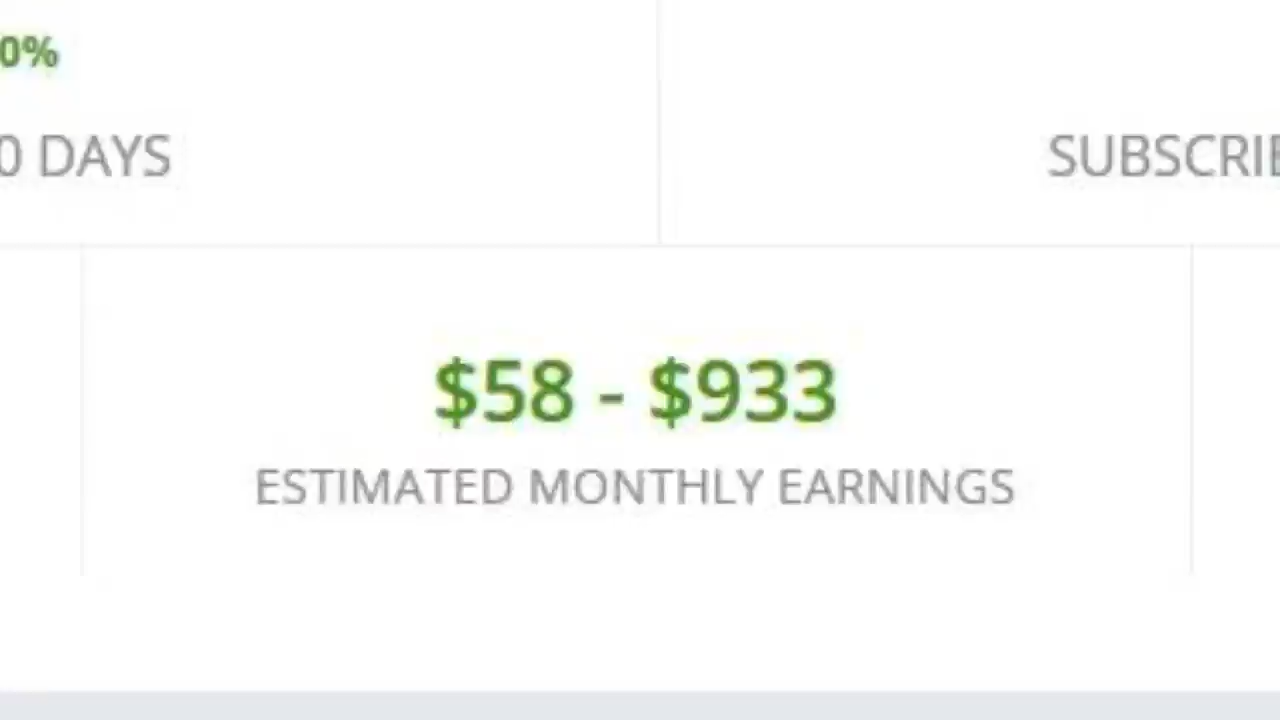 0%
0 DAYS
SUBSCRIB
$58 - $933
ESTIMATED MONTHLY EARNINGS